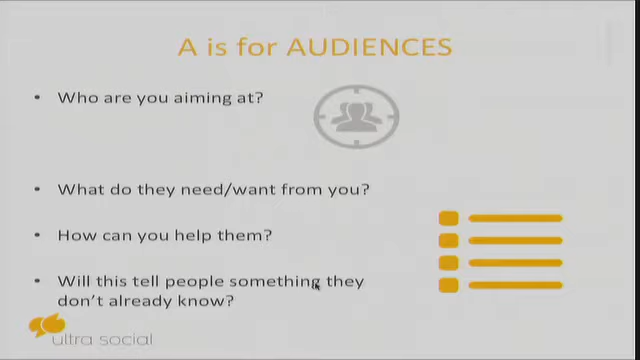 A is for AUDIENCES
• Who are you aiming at?
• What do they need/want from you?
• How can you help them?
• Will this tell people something they
don't already know?
ultra social